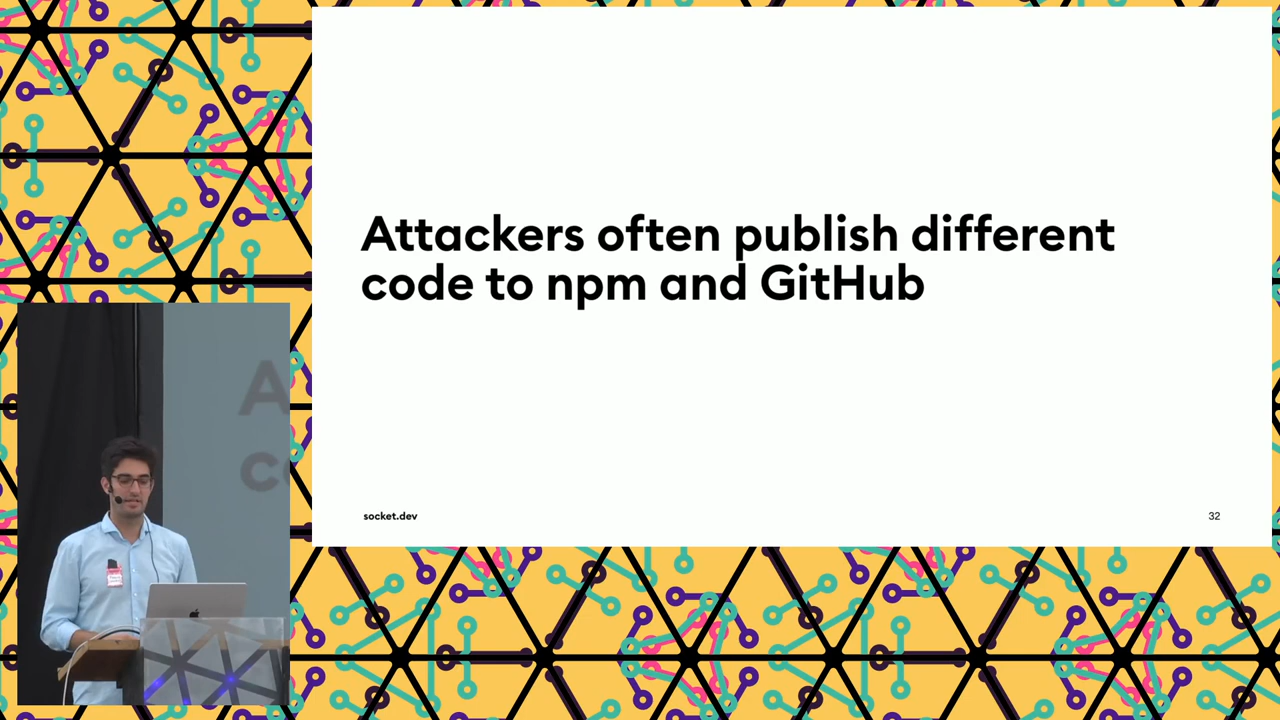 Attackers often publish different
code to npm and GitHub
socket.dev
32